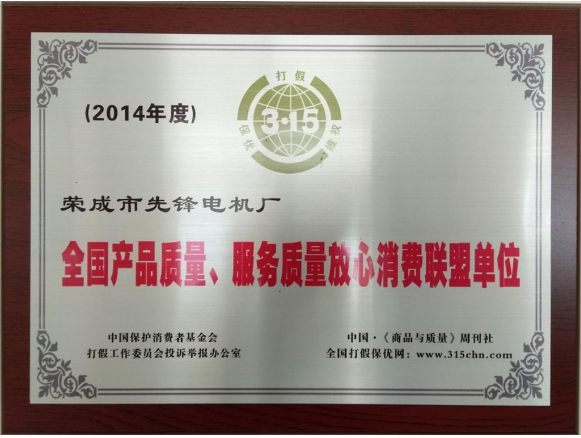 (2014年度)
打假
保优
3·15
维权
荣成市先锋电机厂
全国产品质量、服务质量放心消费联盟单位
中国保护消费者基金会
打假工作委员会投诉举报办公室
中国·《商品与质量》周刊社
全国打假保优网：www.315chn.com